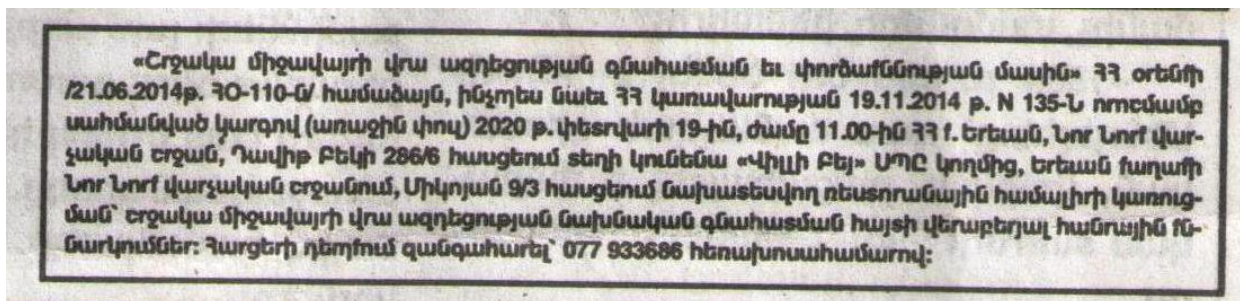 «Շրջակա միջավայրի վրա ազդեցության գնահատման եւ փորձաքննության մասին» ՀՀ օրենքի
/21.06.2014թ. ՀՕ-110-Ն/ համաձայն, ինչպես նաեւ ՀՀ կառավարության 19.11.2014 թ. N 135-Ն որոշմամբ
սահմանված կարգով (առաջին փուլ) 2020 թ. փետրվարի 19-ին, ժամը 11.00-ին ՀՀ ք. Երեւան, Նոր Նորք վար-
չական շրջան, Դավիթ Բեկի 286/6 հասցեում տեղի կունենա «Վիլի Բեյ» ՍՊԸ կողմից, Երեւան քաղաքի
Նոր Նորք վարչական շրջանում, Միկոյան 9/3 հասցեում նախատեսվող ռեստորանային համալիրի կառուց-
ման՝ շրջակա միջավայրի վրա ազդեցության նախնական գնահատման հայտի վերաբերյալ հանրային քն-
նարկումներ: Հարցերի դեպքում զանգահարել՝ 077 933686 հեռախոսահամարով: